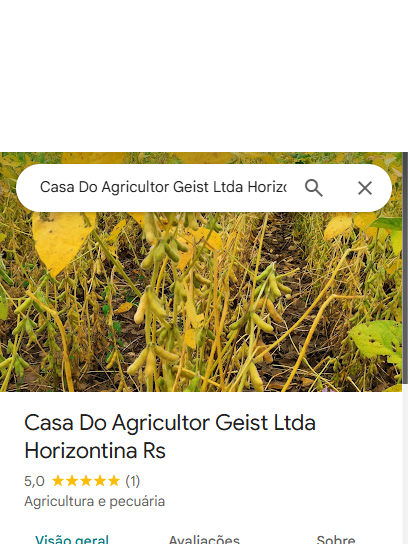 Casa Do Agricultor Geist Ltda Horizo
Casa Do Agricultor Geist Ltda
Horizontina Rs
5,0 ★★★★★ (1)
Agricultura e pecuária
Visão geral Avaliações Sobre